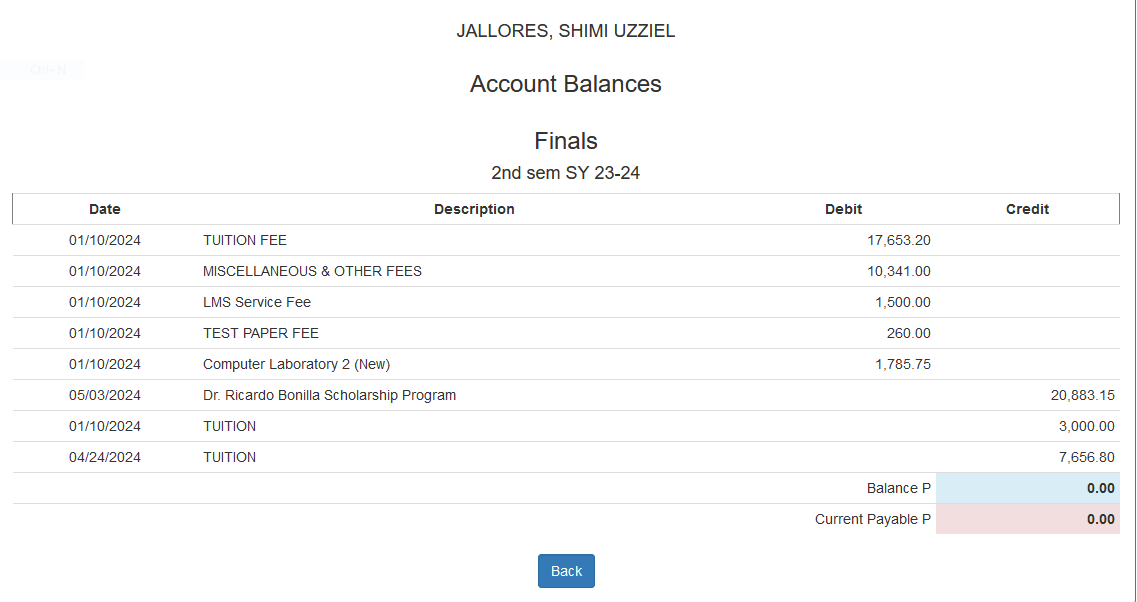 JALLORES, SHIMI UZZIEL
Ctrl+N
Account Balances
Finals
2nd sem SY 23-24
Date Description Debit Credit
01/10/2024 TUITION FEE 17,653.20
01/10/2024 MISCELLANEOUS & OTHER FEES 10,341.00
01/10/2024 LMS Service Fee 1,500.00
01/10/2024 TEST PAPER FEE 260.00
01/10/2024 Computer Laboratory 2 (New) 1,785.75
05/03/2024 Dr. Ricardo Bonilla Scholarship Program 20,883.15
01/10/2024 TUITION 3,000.00
04/24/2024 TUITION 7,656.80
Balance P 0.00
Current Payable P 0.00
Back